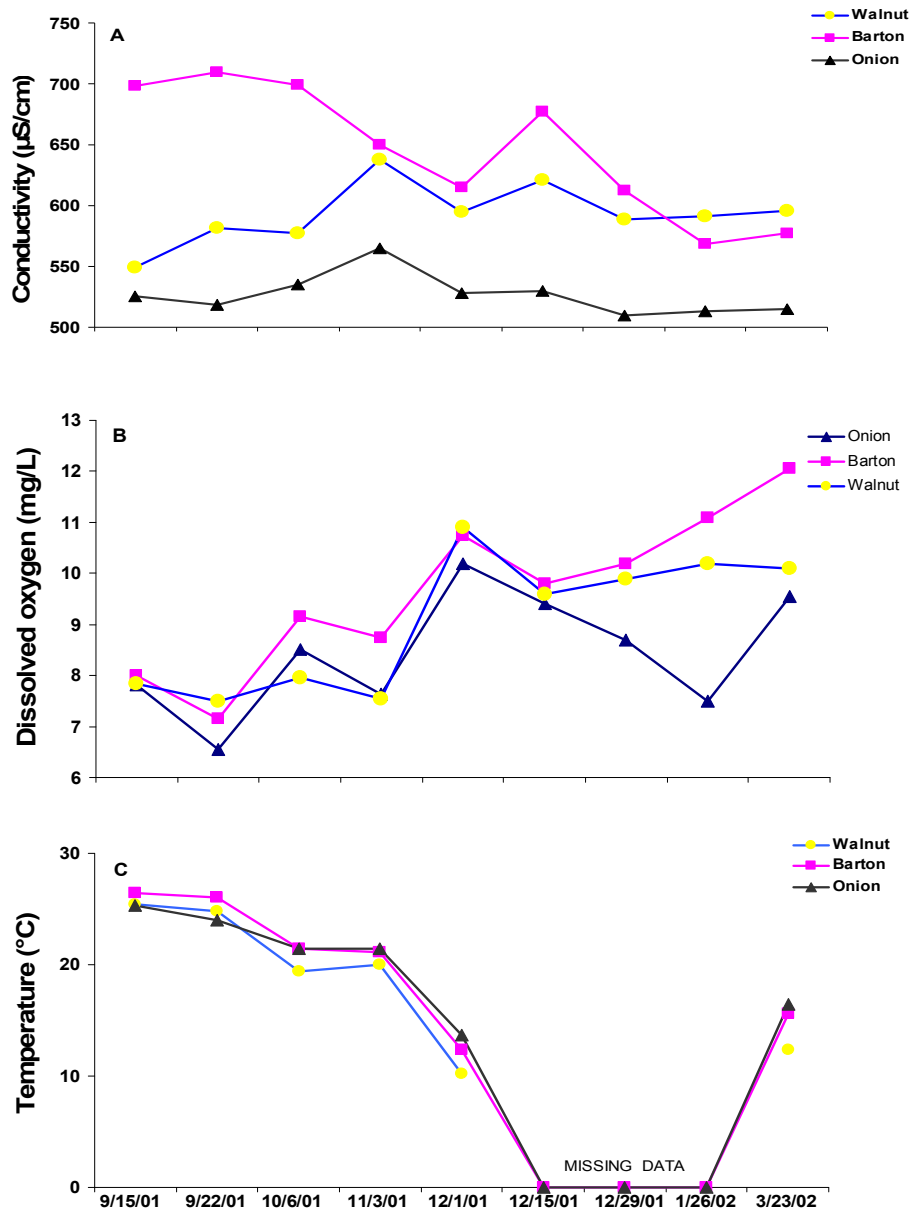 A
Walnut
Barton
Onion
Conductivity (µS/cm)
750
700
650
600
550
500
B
Onion
Barton
Walnut
Dissolved oxygen (mg/L)
13
12
11
10
9
8
7
6
C
Walnut
Barton
Onion
Temperature (°C)
30
20
10
0
MISSING DATA
9/15/01 9/22/01 10/6/01 11/3/01 12/1/01 12/15/01 12/29/01 1/26/02 3/23/02